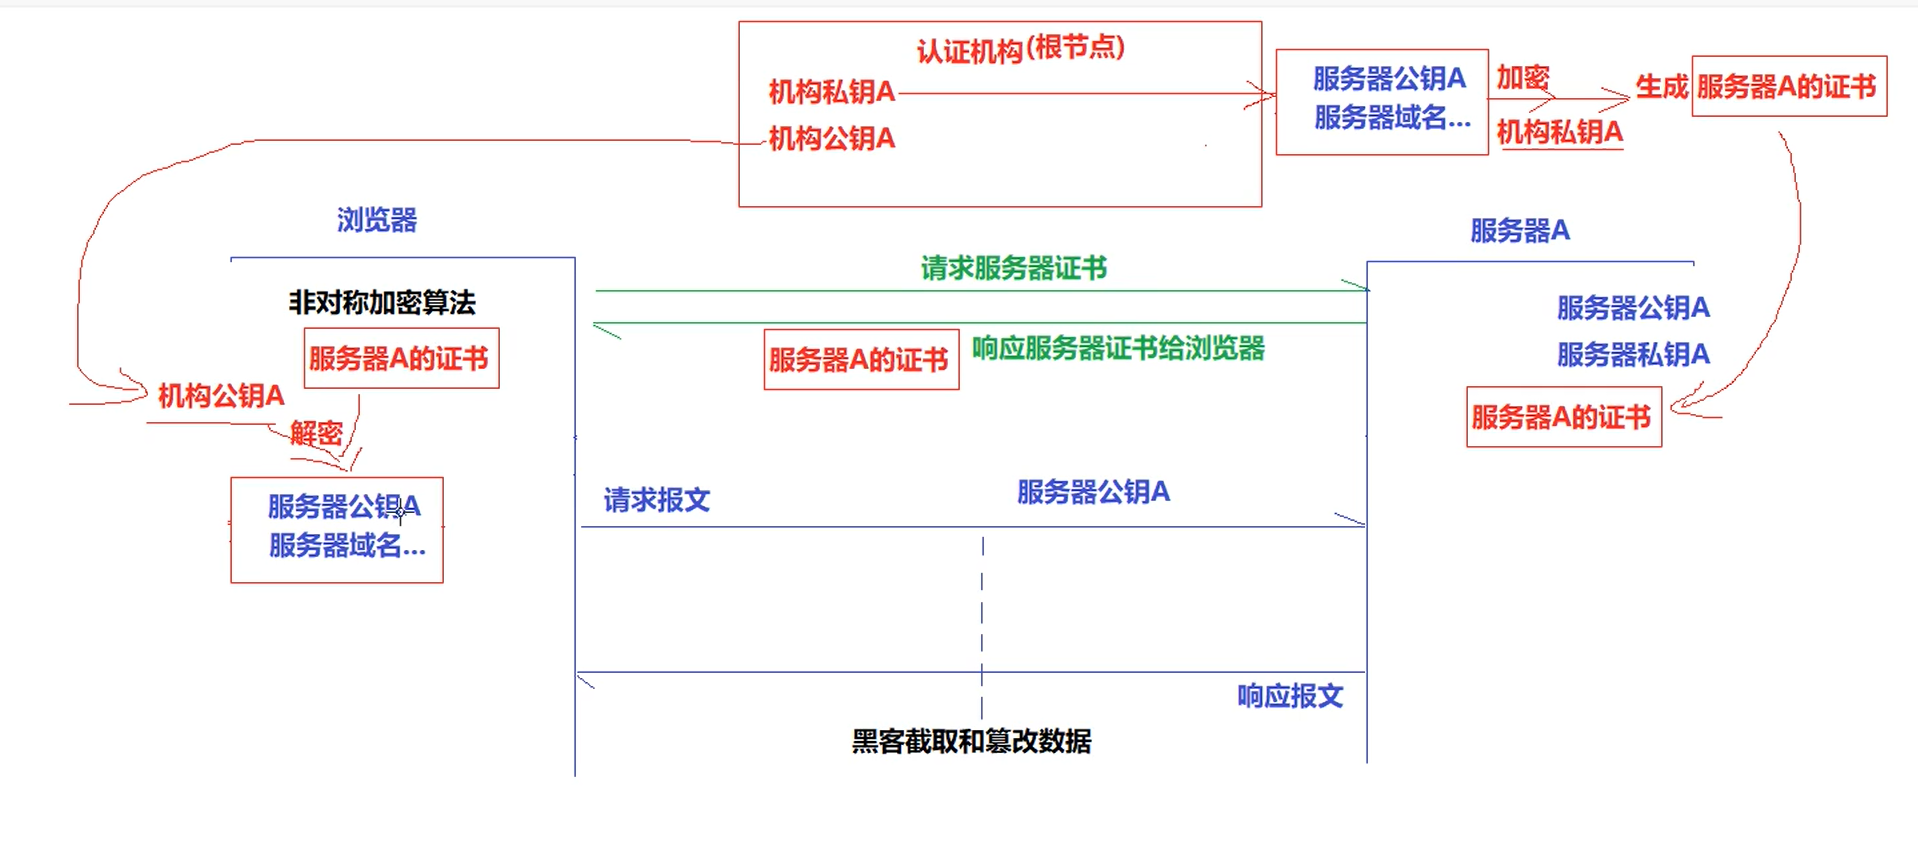 认证机构(根节点)
机构私钥A
机构公钥A
服务器公钥A
服务器域名...
加密
机构私钥A
生成
服务器A的证书
浏览器
服务器A
非对称加密算法
服务器A的证书
机构公钥A
解密
服务器公钥A
服务器域名...
请求服务器证书
服务器A的证书
响应服务器证书给浏览器
服务器公钥A
服务器私钥A
服务器A的证书
请求报文
服务器公钥A
响应报文
黑客截取和篡改数据